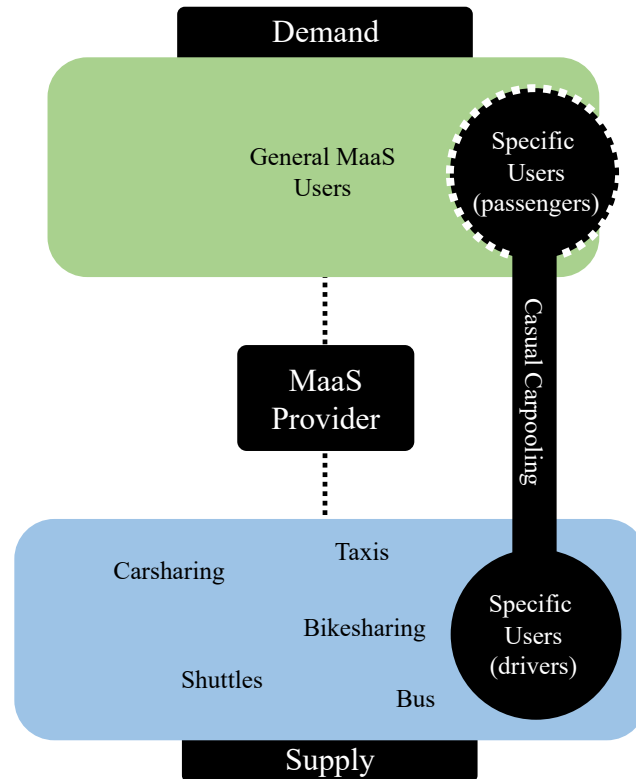 Demand
General MaaS
Users
Specific
Users
(passengers)
Casual Carpooling
MaaS
Provider
Taxis
Carsharing
Bikesharing
Specific
Users
(drivers)
Shuttles
Bus
Supply